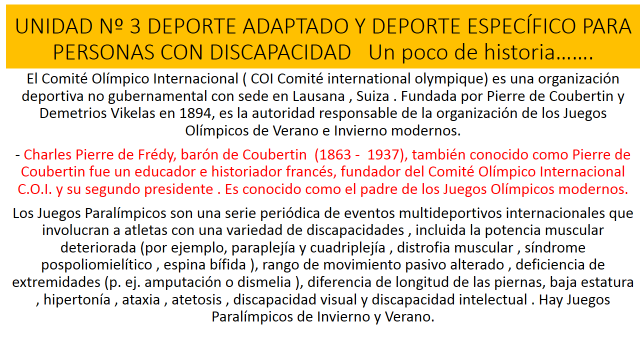 UNIDAD Nº 3 DEPORTE ADAPTADO Y DEPORTE ESPECÍFICO PARA
PERSONAS CON DISCAPACIDAD   Un poco de historia…….
El Comité Olímpico Internacional ( COI Comité international olympique) es una organización
deportiva no gubernamental con sede en Lausana , Suiza . Fundada por Pierre de Coubertin y
Demetrios Vikelas en 1894, es la autoridad responsable de la organización de los Juegos
Olímpicos de Verano e Invierno modernos.
- Charles Pierre de Frédy, barón de Coubertin  (1863 -  1937), también conocido como Pierre de
Coubertin fue un educador e historiador francés, fundador del Comité Olímpico Internacional
C.O.I. y su segundo presidente . Es conocido como el padre de los Juegos Olímpicos modernos.
Los Juegos Paralímpicos son una serie periódica de eventos multideportivos internacionales que
involucran a atletas con una variedad de discapacidades , incluida la potencia muscular
deteriorada (por ejemplo, paraplejía y cuadriplejía , distrofia muscular , síndrome
pospoliomielítico , espina bífida ), rango de movimiento pasivo alterado , deficiencia de
extremidades (p. ej. amputación o dismelia ), diferencia de longitud de las piernas, baja estatura
, hipertonía , ataxia , atetosis , discapacidad visual y discapacidad intelectual . Hay Juegos
Paralímpicos de Invierno y Verano.